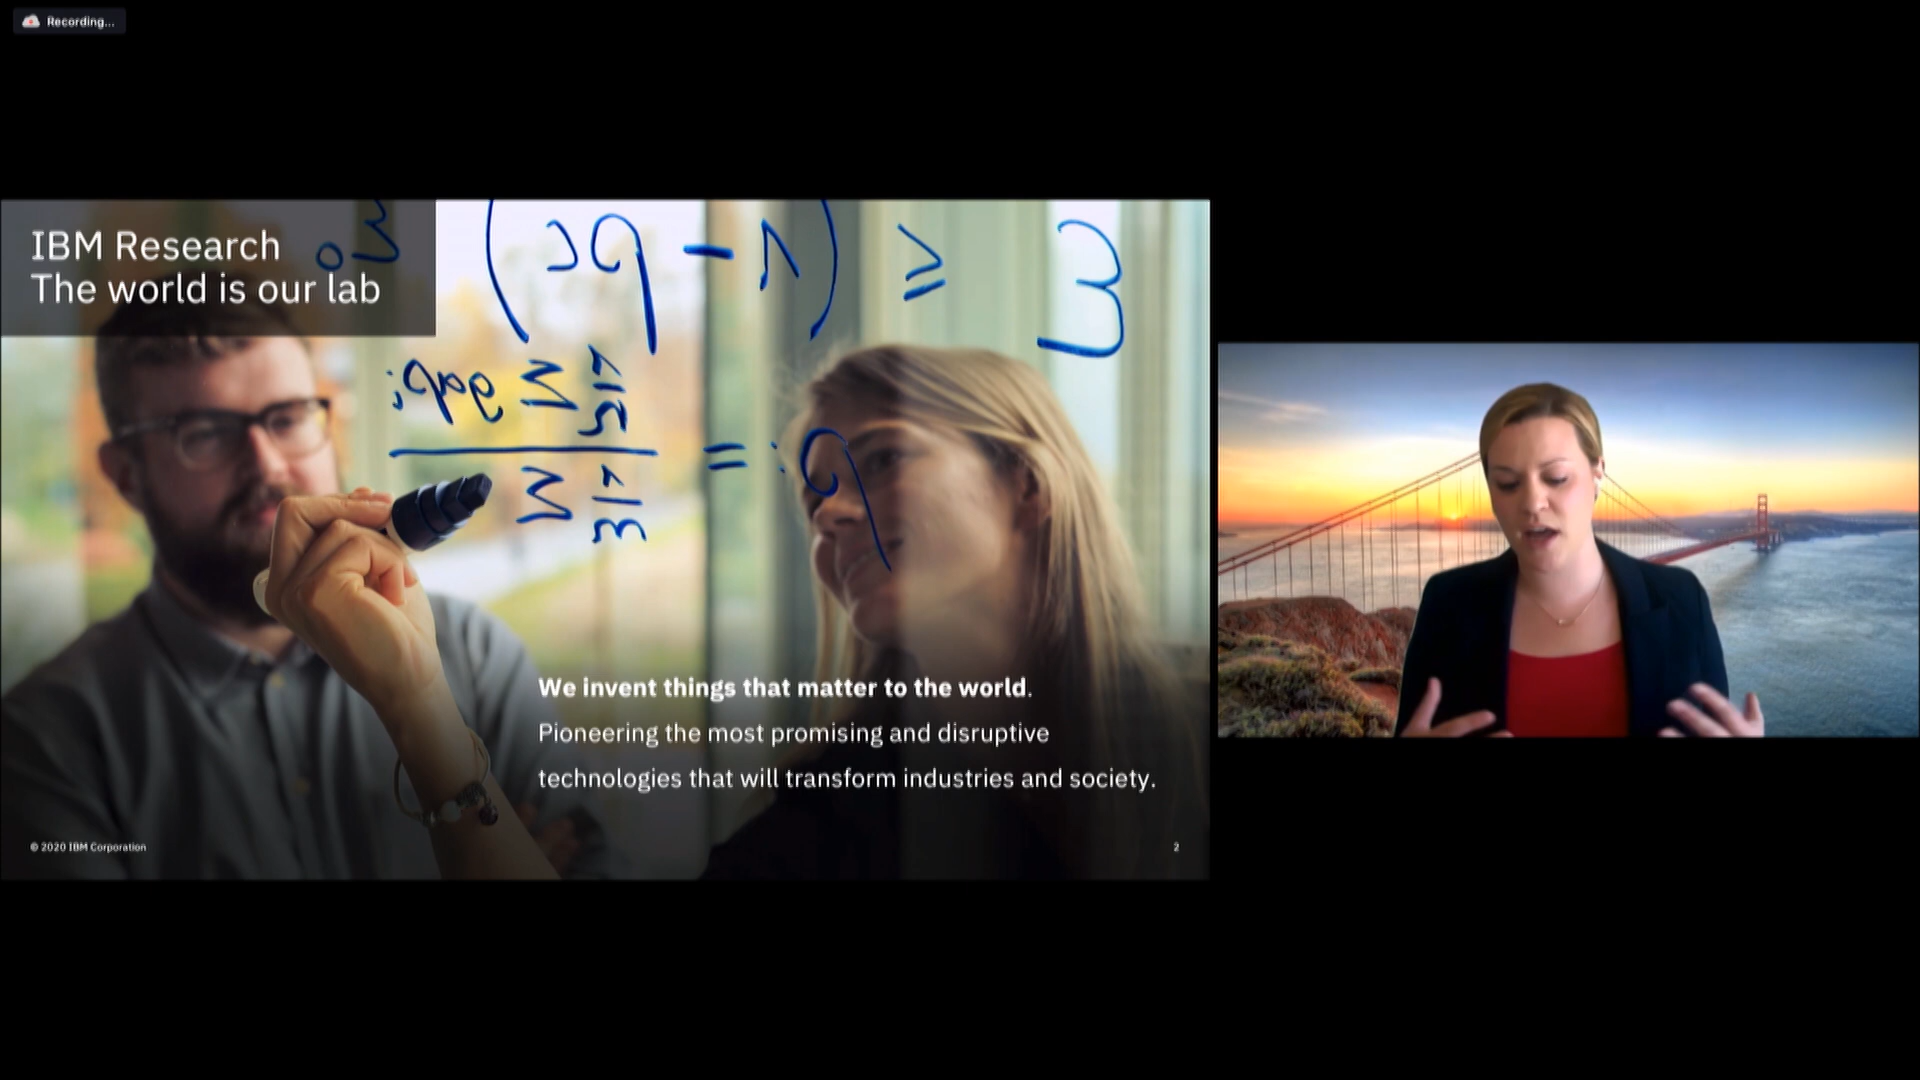 Recording...
IBM Research
The world is our lab
We invent things that matter to the world.
Pioneering the most promising and disruptive
technologies that will transform industries and society.
© 2020 IBM Corporation
2